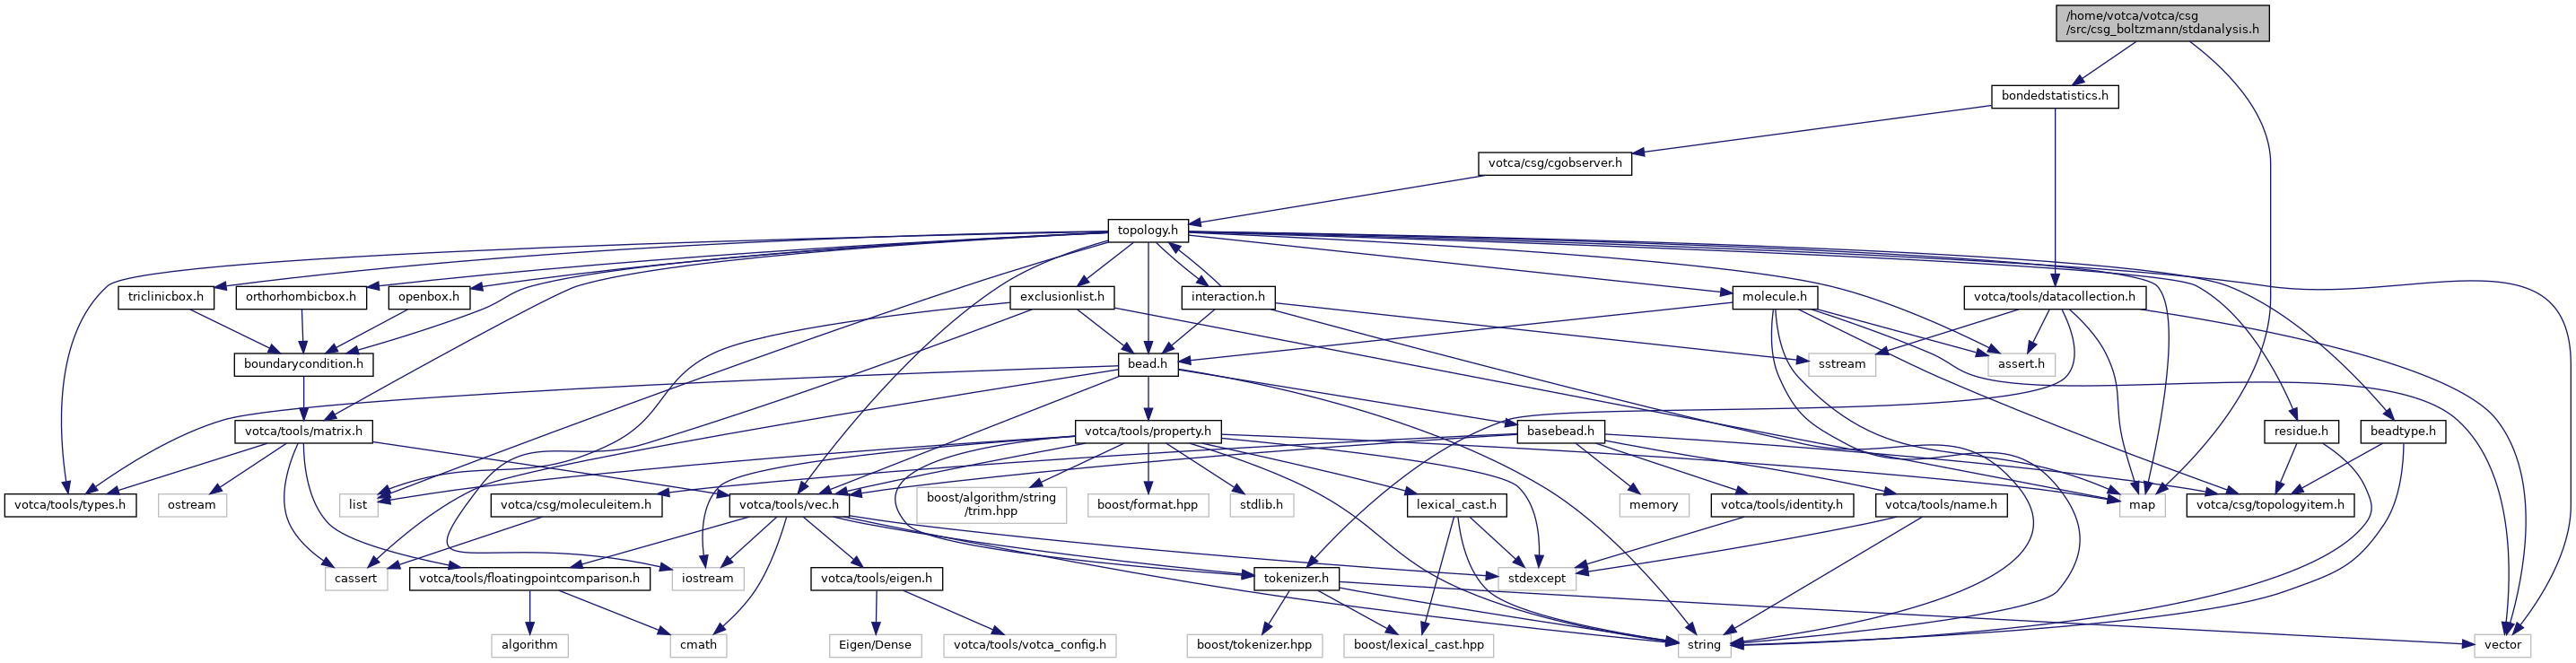 /home/votca/votca/csg
/src/csg_boltzmann/stdanalysis.h
bondedstatistics.h
votca/csg/cgobserver.h
topology.h
triclinicbox.h
orthorhombicbox.h
openbox.h
exclusionlist.h
interaction.h
molecule.h
votca/tools/datacollection.h
boundarycondition.h
bead.h
sstream
assert.h
votca/tools/matrix.h
votca/tools/property.h
basebead.h
residue.h
beadtype.h
votca/tools/types.h
ostream
list
votca/csg/moleculeitem.h
votca/tools/vec.h
boost/algorithm/string
/trim.hpp
boost/format.hpp
stdlib.h
lexical_cast.h
memory
votca/tools/identity.h
votca/tools/name.h
map
votca/csg/topologyitem.h
cassert
votca/tools/floatingpointcomparison.h
iostream
votca/tools/eigen.h
tokenizer.h
stdexcept
algorithm
cmath
Eigen/Dense
votca/tools/votca_config.h
boost/tokenizer.hpp
boost/lexical_cast.hpp
string
vector